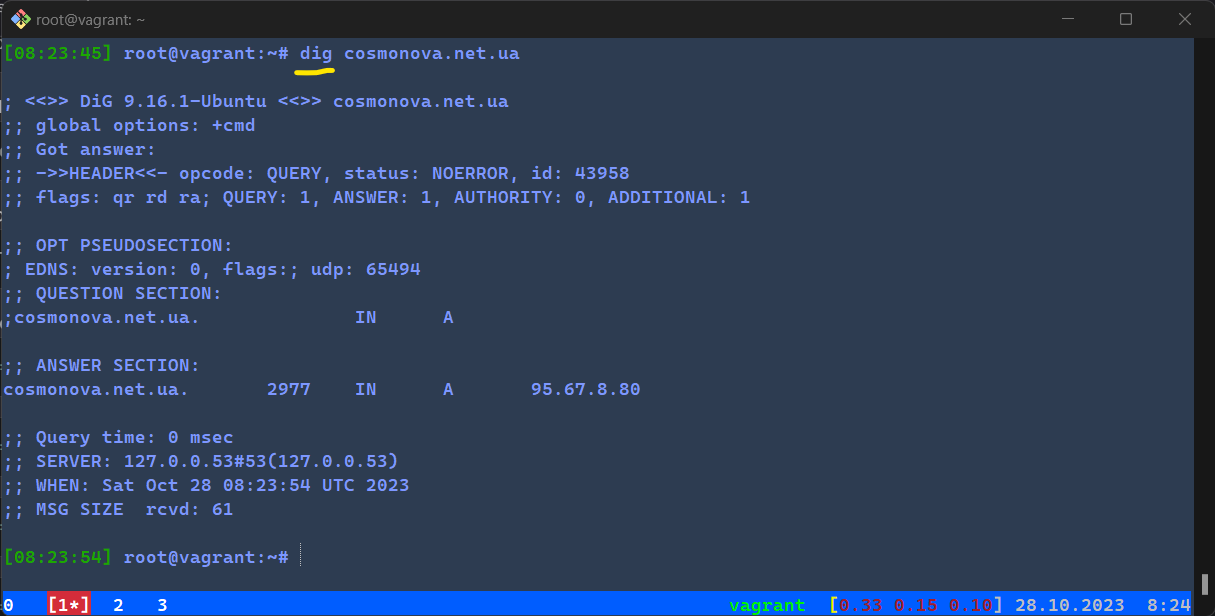 root@vagrant: ~
[08:23:45] root@vagrant:~# dig cosmonova.net.ua
; <<>> DiG 9.16.1-Ubuntu <<>> cosmonova.net.ua
;; global options: +cmd
;; Got answer:
;; ->>HEADER<<- opcode: QUERY, status: NOERROR, id: 43958
;; flags: qr rd ra; QUERY: 1, ANSWER: 1, AUTHORITY: 0, ADDITIONAL: 1
;; OPT PSEUDOSECTION:
; EDNS: version: 0, flags:; udp: 65494
;; QUESTION SECTION:
;cosmonova.net.ua. IN A
;; ANSWER SECTION:
cosmonova.net.ua. 2977 IN A 95.67.8.80
;; Query time: 0 msec
;; SERVER: 127.0.0.53#53(127.0.0.53)
;; WHEN: Sat Oct 28 08:23:54 UTC 2023
;; MSG SIZE rcvd: 61
[08:23:54] root@vagrant:~#
0 [1*] 2 3 vagrant [0.33 0.15 0.10] 28.10.2023 8:24